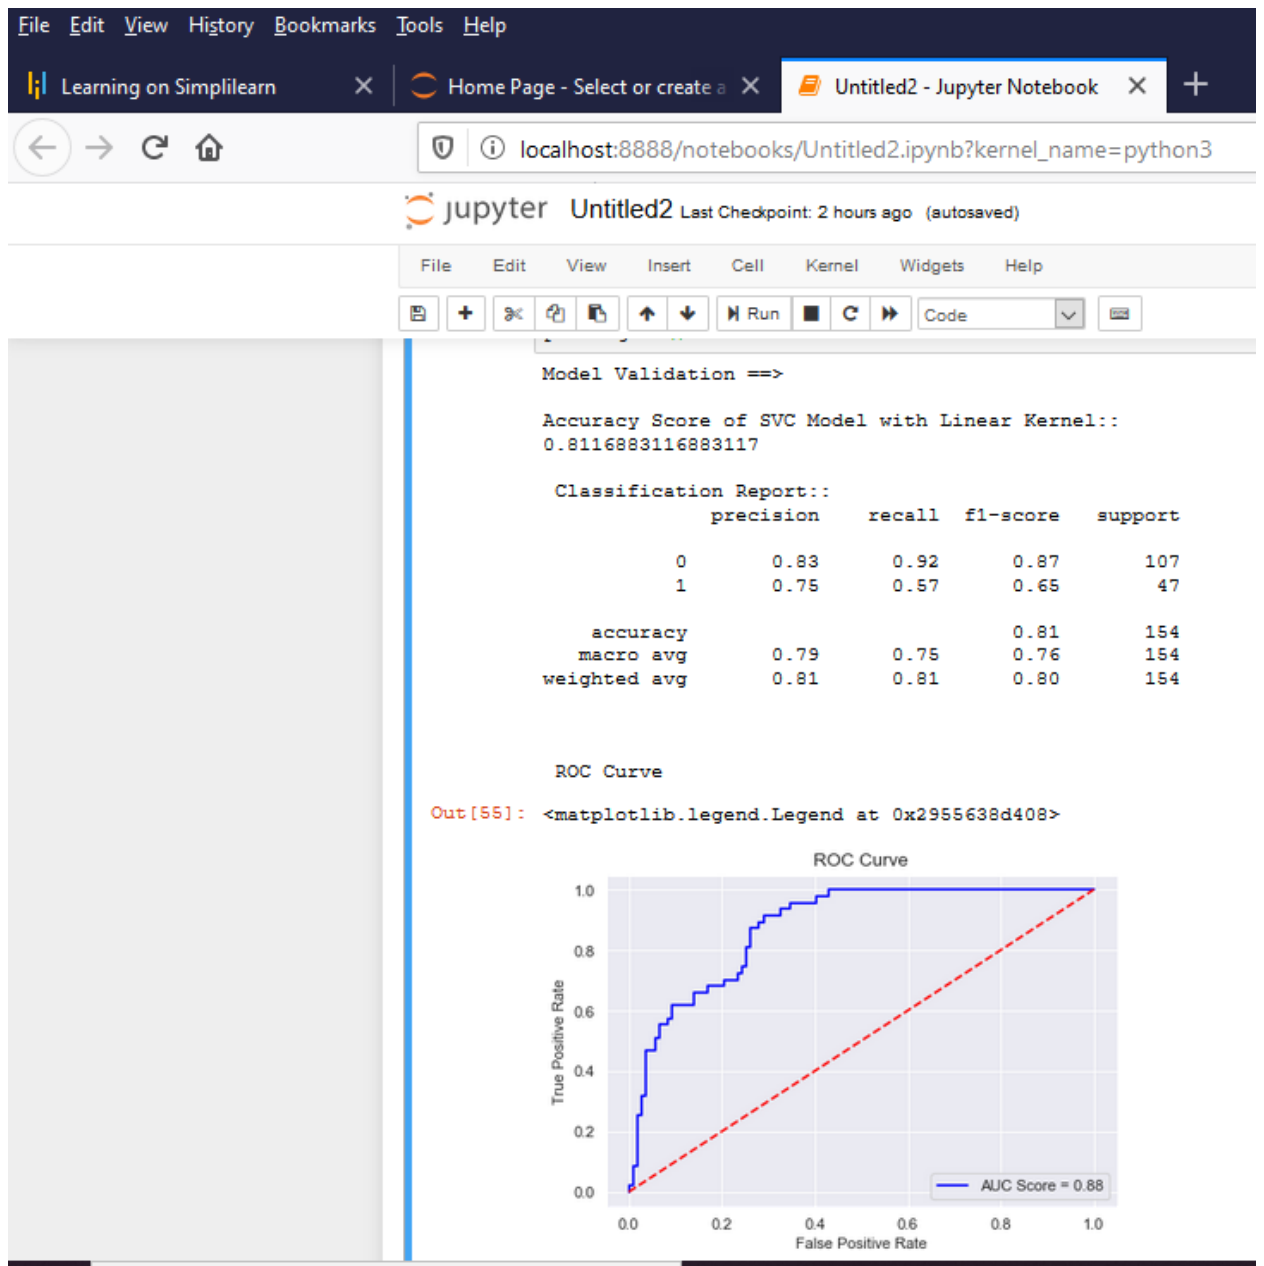 File Edit View History Bookmarks Tools Help
Learning on Simplilearn
Home Page - Select or create a
Untitled2 - Jupyter Notebook
localhost:8888/notebooks/Untitled2.ipynb?kernel_name=python3
jupyter Untitled2 Last Checkpoint: 2 hours ago (autosaved)
File Edit View Insert Cell Kernel Widgets Help
Run Code
Model Validation ==>
Accuracy Score of SVC Model with Linear Kernel::
0.8116883116883117
Classification Report::
precision recall f1-score support
0 0.83 0.92 0.87 107
1 0.75 0.57 0.65 47
accuracy 0.81 154
macro avg 0.79 0.75 0.76 154
weighted avg 0.81 0.81 0.80 154
ROC Curve
Out[55]: <matplotlib.legend.Legend at 0x2955638d408>
ROC Curve
1.0
0.8
0.6
0.4
0.2
0.0
True Positive Rate
AUC Score = 0.88
0.0 0.2 0.4 0.6 0.8 1.0
False Positive Rate